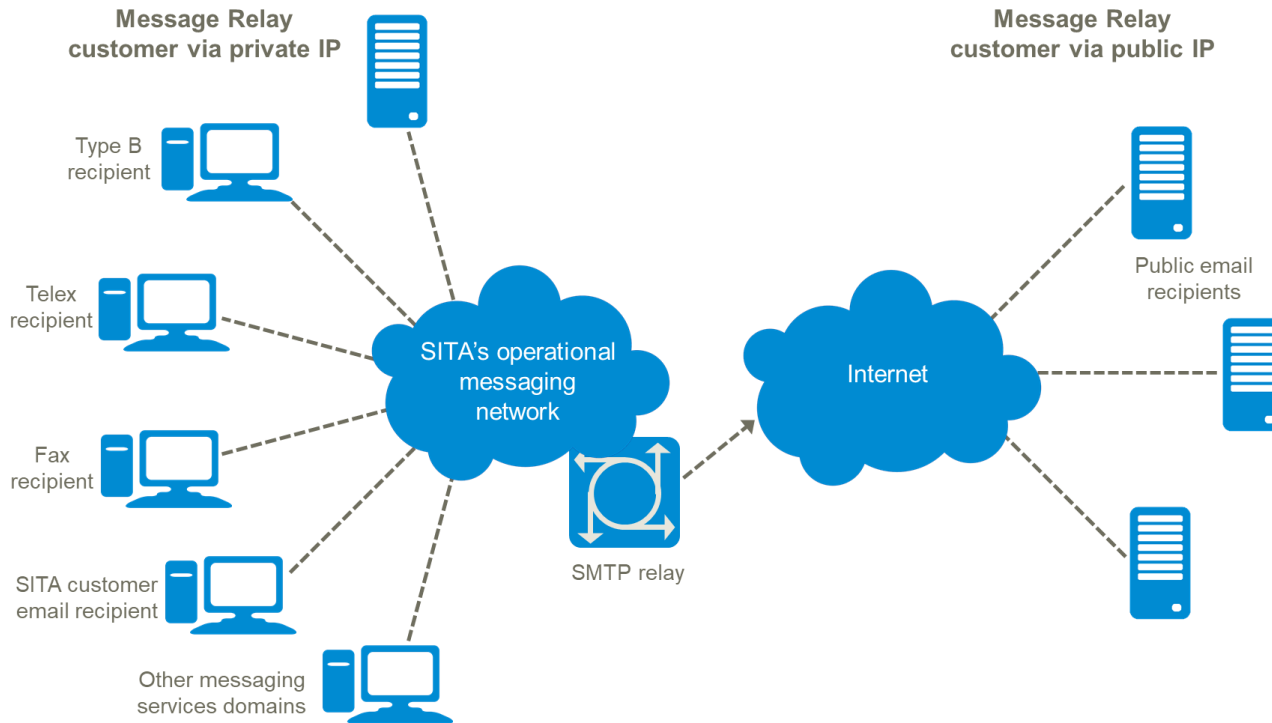 Message Relay
customer via private IP
Message Relay
customer via public IP
Type B
recipient
Telex
recipient
Fax
recipient
SITA customer
email recipient
Other messaging
services domains
SITA's operational
messaging
network
SMTP relay
Internet
Public email
recipients